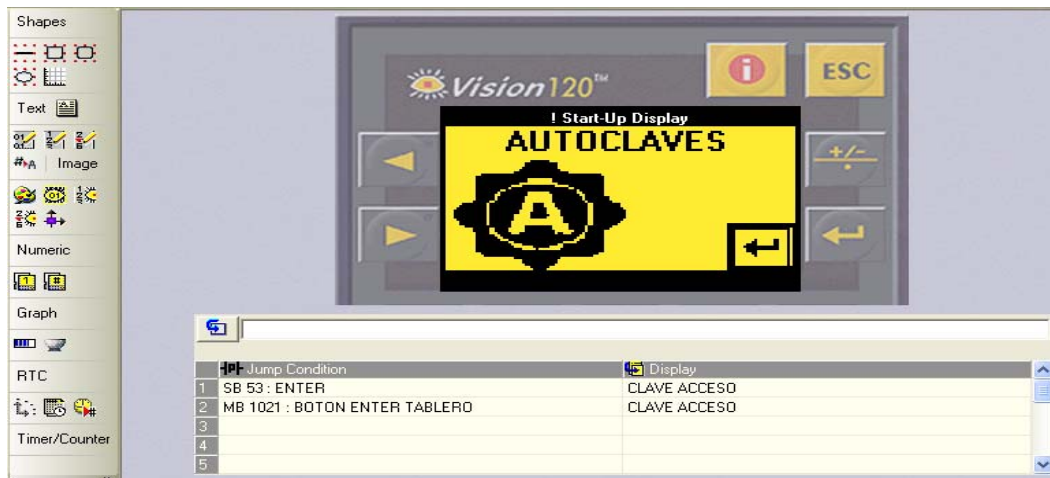 Shapes
Text
Image
Numeric
Graph
RTC
Timer/Counter
Vision120™
i
ESC
+/-
! Start-Up Display
AUTOCLAVES
A
Jump Condition Display
1 SB 53 : ENTER CLAVE ACCESO
2 MB 1021 : BOTON ENTER TABLERO CLAVE ACCESO
3
4
5